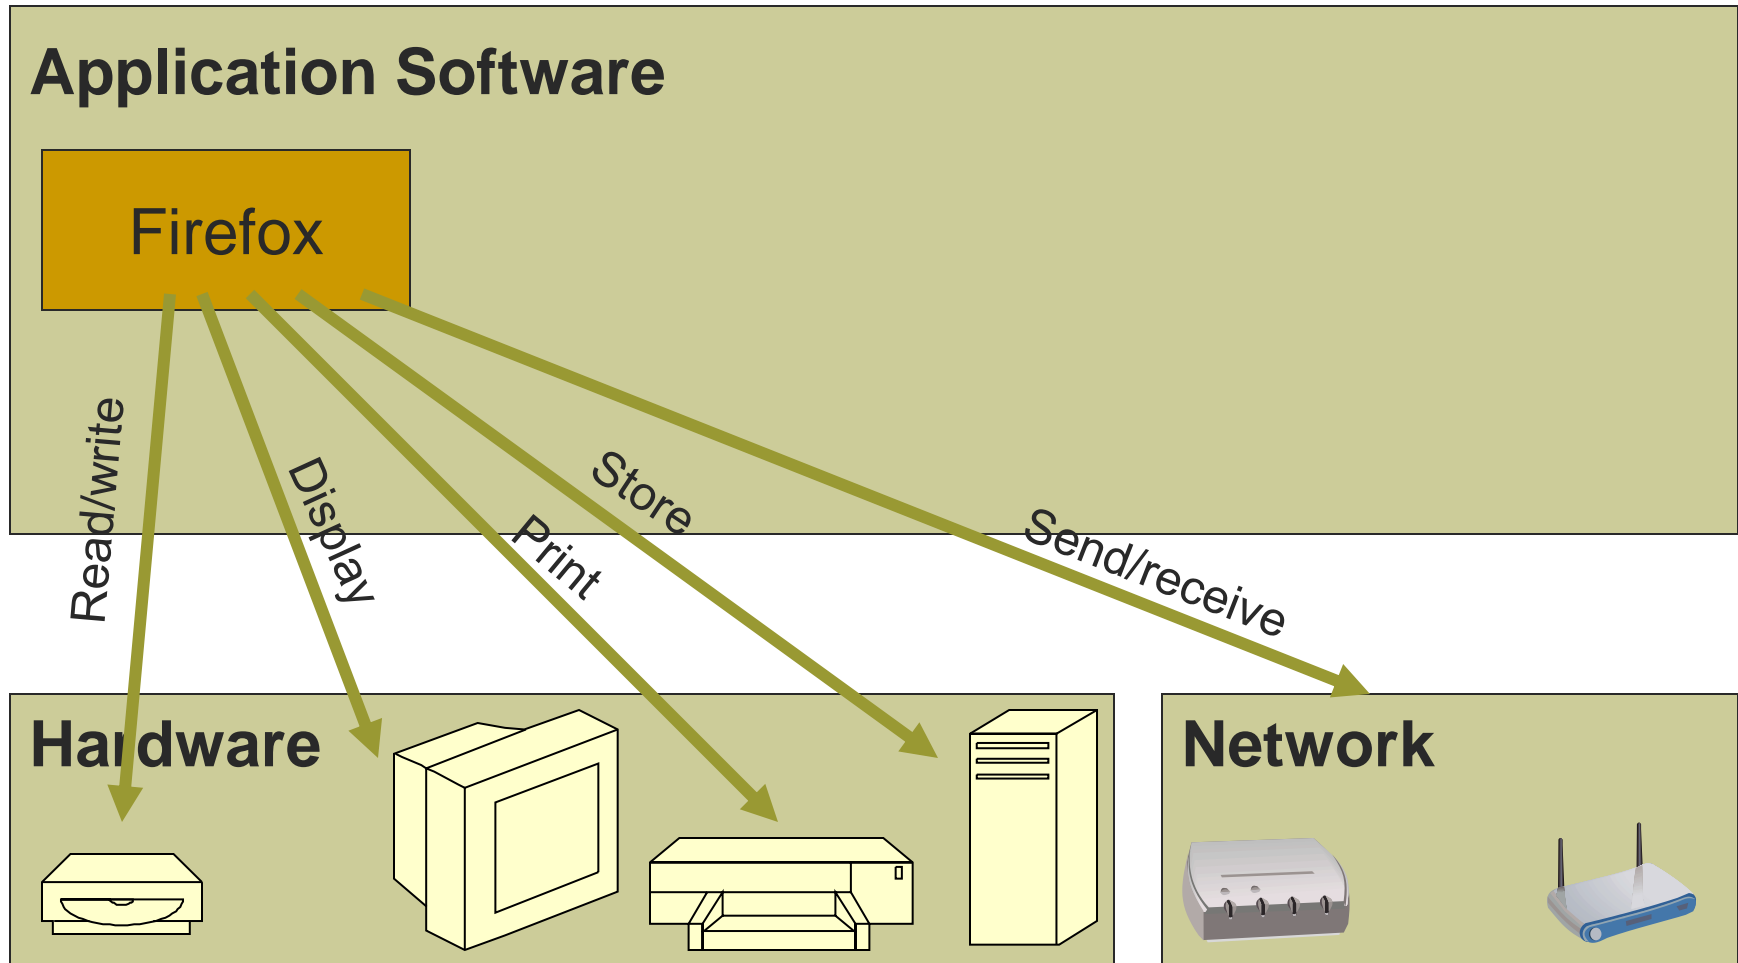 Application Software
Firefox
Read/write
Display
Print
Store
Send/receive
Hardware
Network